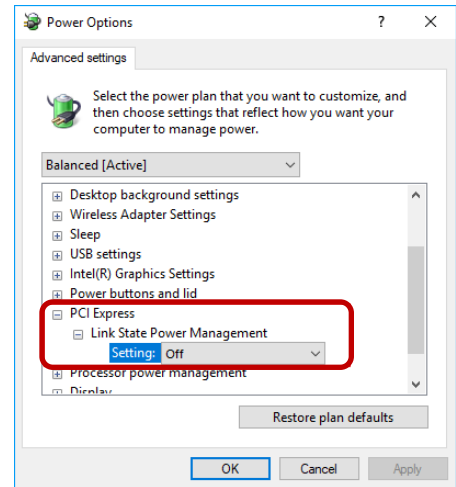 Power Options
?
Advanced settings
Select the power plan that you want to customize, and
then choose settings that reflect how you want your
computer to manage power.
Balanced [Active]
Desktop background settings
Wireless Adapter Settings
Sleep
USB settings
Intel(R) Graphics Settings
Power buttons and lid
PCI Express
Link State Power Management
Setting: Off
Processor power management
Display
Restore plan defaults
OK Cancel Apply